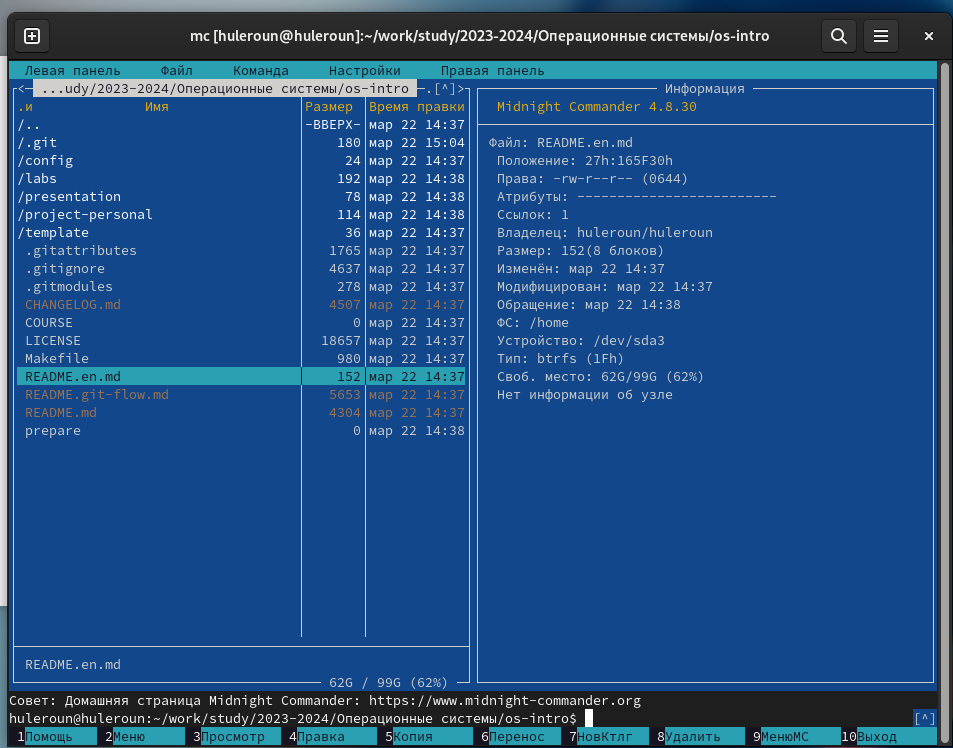 mc [huleroun@huleroun]:~/work/study/2023-2024/Операционные системы/os-intro
Левая панель Файл Команда Настройки Правая панель
<— ...udy/2023-2024/Операционные системы/os-intro —.[^]>
.и Имя Размер Время правки
/.. -ВВЕРХ- мар 22 14:37
/.git 180 мар 22 15:04
/config 24 мар 22 14:37
/labs 192 мар 22 14:38
/presentation 78 мар 22 14:38
/project-personal 114 мар 22 14:38
/template 36 мар 22 14:37
.gitattributes 1765 мар 22 14:37
.gitignore 4637 мар 22 14:37
.gitmodules 278 мар 22 14:37
CHANGELOG.md 4507 мар 22 14:37
COURSE 0 мар 22 14:37
LICENSE 18657 мар 22 14:37
Makefile 980 мар 22 14:37
README.en.md 152 мар 22 14:37
README.git-flow.md 5653 мар 22 14:37
README.md 4304 мар 22 14:37
prepare 0 мар 22 14:38
README.en.md
62G / 99G (62%)
Информация
Midnight Commander 4.8.30
Файл: README.en.md
Положение: 27h:165F30h
Права: -rw-r--r-- (0644)
Атрибуты: -------------------------
Ссылок: 1
Владелец: huleroun/huleroun
Размер: 152(8 блоков)
Изменён: мар 22 14:37
Модифицирован: мар 22 14:37
Обращение: мар 22 14:38
ФС: /home
Устройство: /dev/sda3
Тип: btrfs (1Fh)
Своб. место: 62G/99G (62%)
Нет информации об узле
Совет: Домашняя страница Midnight Commander: https://www.midnight-commander.org
huleroun@huleroun:~/work/study/2023-2024/Операционные системы/os-intro$ [^]
1Помощь 2Меню 3Просмотр 4Правка 5Копия 6Перенос 7НовКтлг 8Удалить 9МенюMC 10Выход